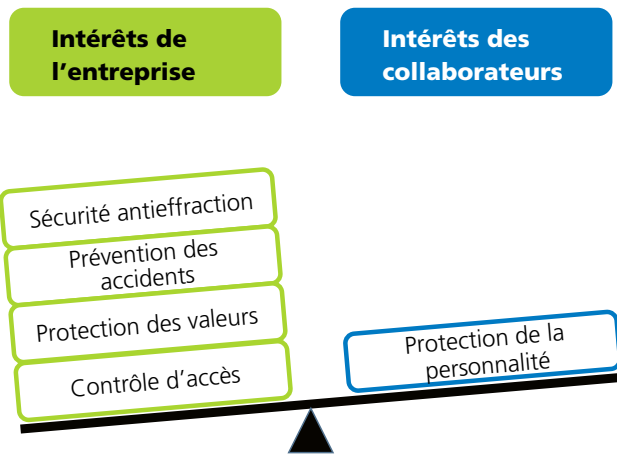 Intérêts de
l’entreprise
Intérêts des
collaborateurs
Sécurité antieffraction
Prévention des
accidents
Protection des valeurs
Contrôle d’accès
Protection de la
personnalité